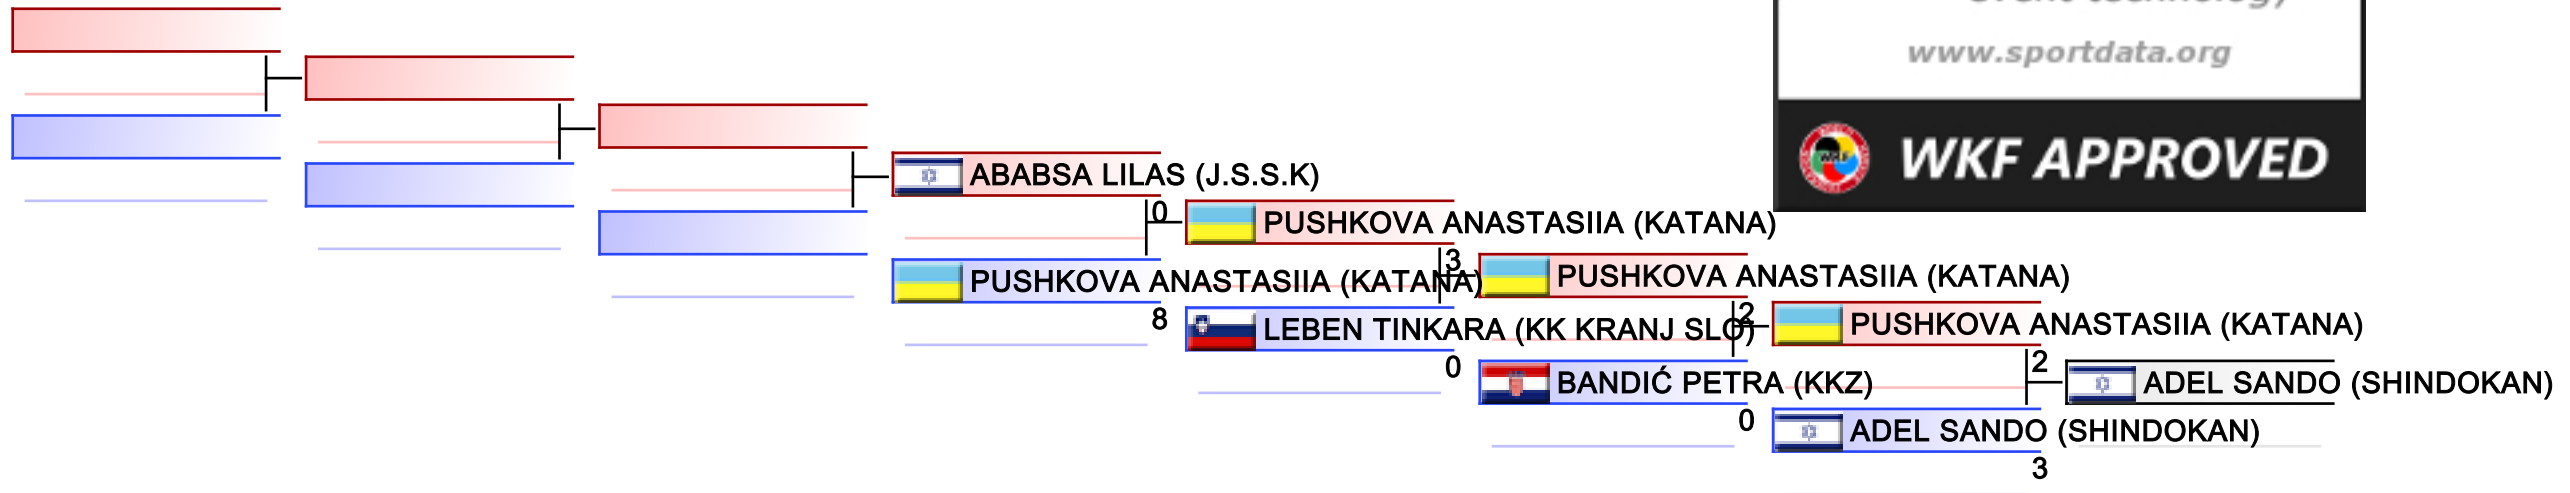 event technology
www.sportdata.org
WKF APPROVED
ABABSA LILAS (J.S.S.K)
0
PUSHKOVA ANASTASIIA (KATANA)
8
PUSHKOVA ANASTASIIA (KATANA)
3
LEBEN TINKARA (KK KRANJ SLO)
0
PUSHKOVA ANASTASIIA (KATANA)
2
BANDIĆ PETRA (KKZ)
0
PUSHKOVA ANASTASIIA (KATANA)
2
ADEL SANDO (SHINDOKAN)
3
ADEL SANDO (SHINDOKAN)